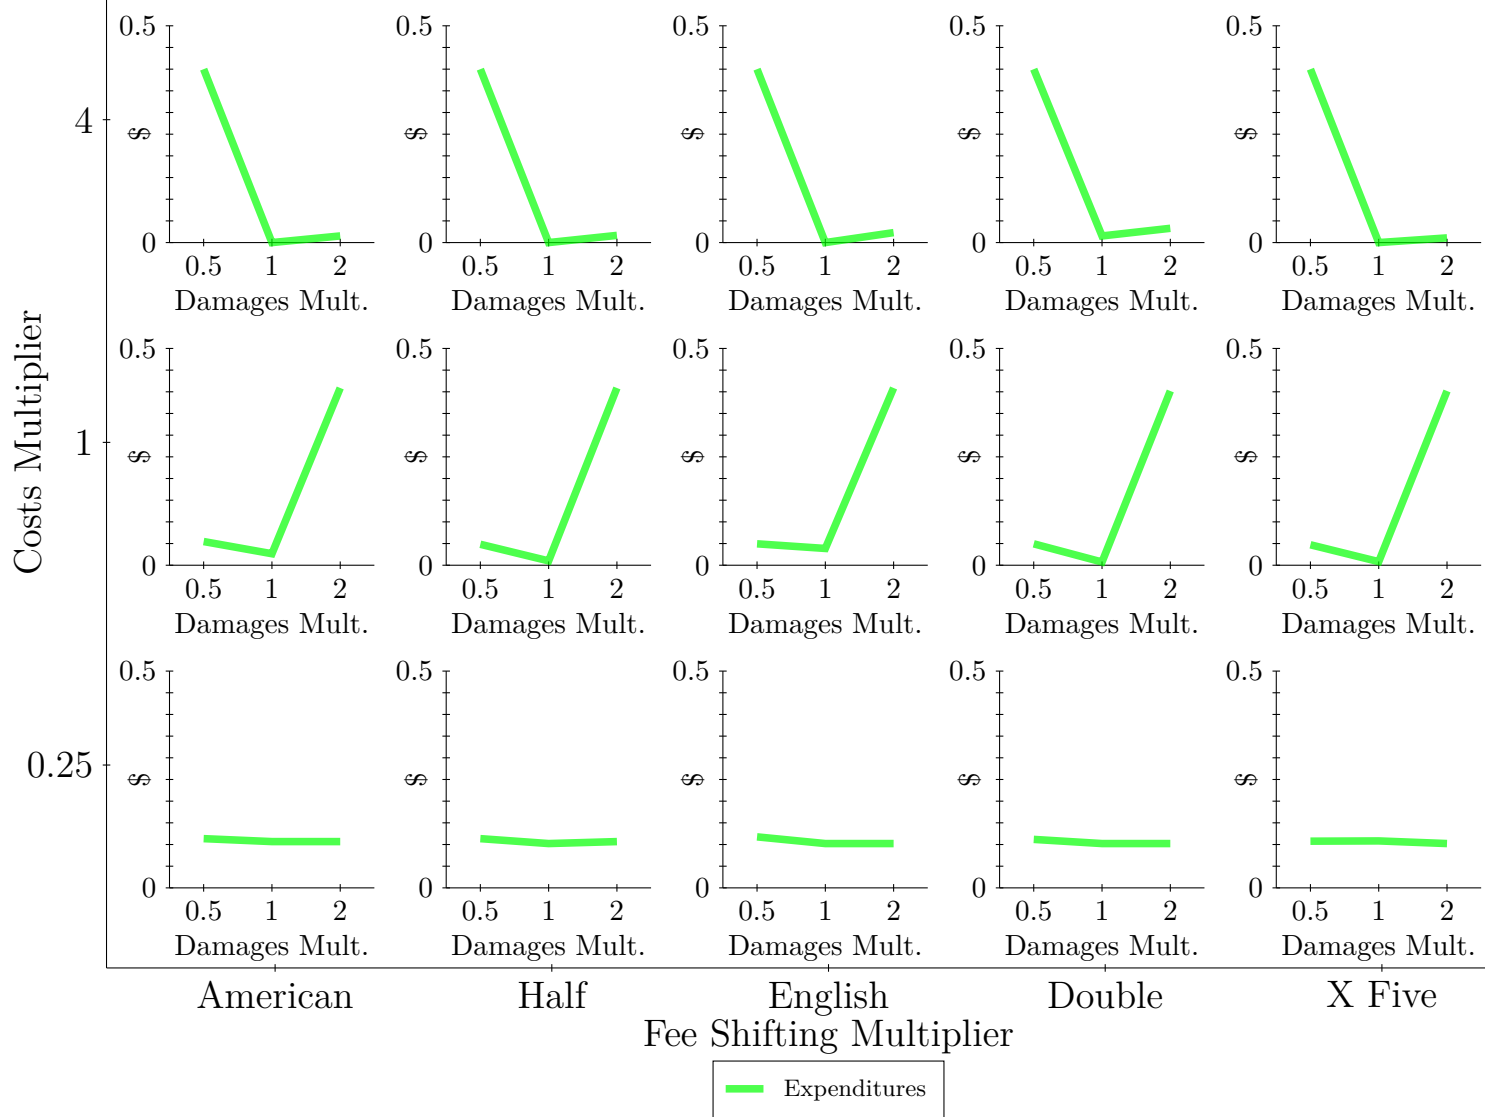 0.5 0.5 0.5 0.5 0.5
4 $ $ $ $ $
0 0 0 0 0
0.5 1 2 0.5 1 2 0.5 1 2 0.5 1 2 0.5 1 2
Damages Mult. Damages Mult. Damages Mult. Damages Mult. Damages Mult.
Costs Multiplier
0.5 0.5 0.5 0.5 0.5
1 $ $ $ $ $
0 0 0 0 0
0.5 1 2 0.5 1 2 0.5 1 2 0.5 1 2 0.5 1 2
Damages Mult. Damages Mult. Damages Mult. Damages Mult. Damages Mult.
0.5 0.5 0.5 0.5 0.5
0.25 $ $ $ $ $
0 0 0 0 0
0.5 1 2 0.5 1 2 0.5 1 2 0.5 1 2 0.5 1 2
Damages Mult. Damages Mult. Damages Mult. Damages Mult. Damages Mult.
American Half English Double X Five
Fee Shifting Multiplier
Expenditures